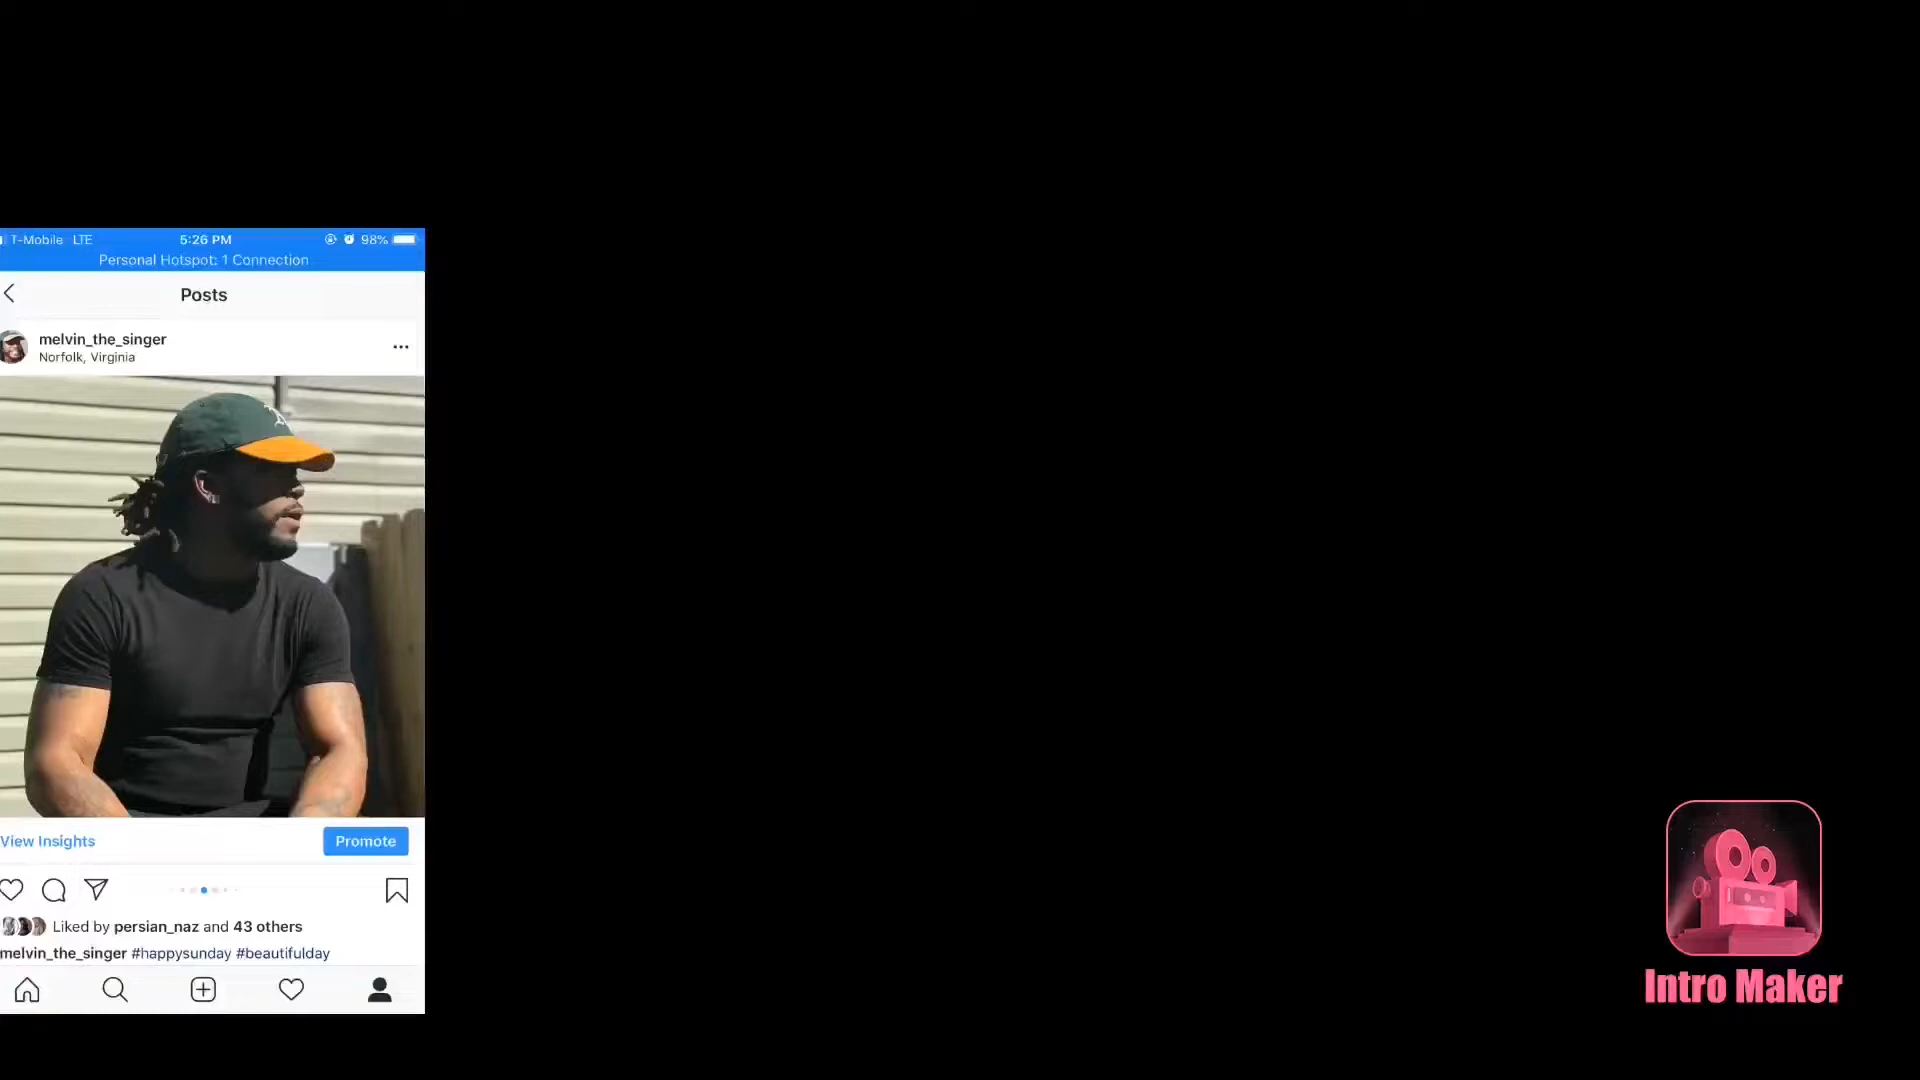 T-Mobile LTE 5:26 PM 98%
Personal Hotspot: 1 Connection
Posts
melvin_the_singer
Norfolk, Virginia
View Insights Promote
Liked by persian_naz and 43 others
melvin_the_singer #happysunday #beautifulday
Intro Maker